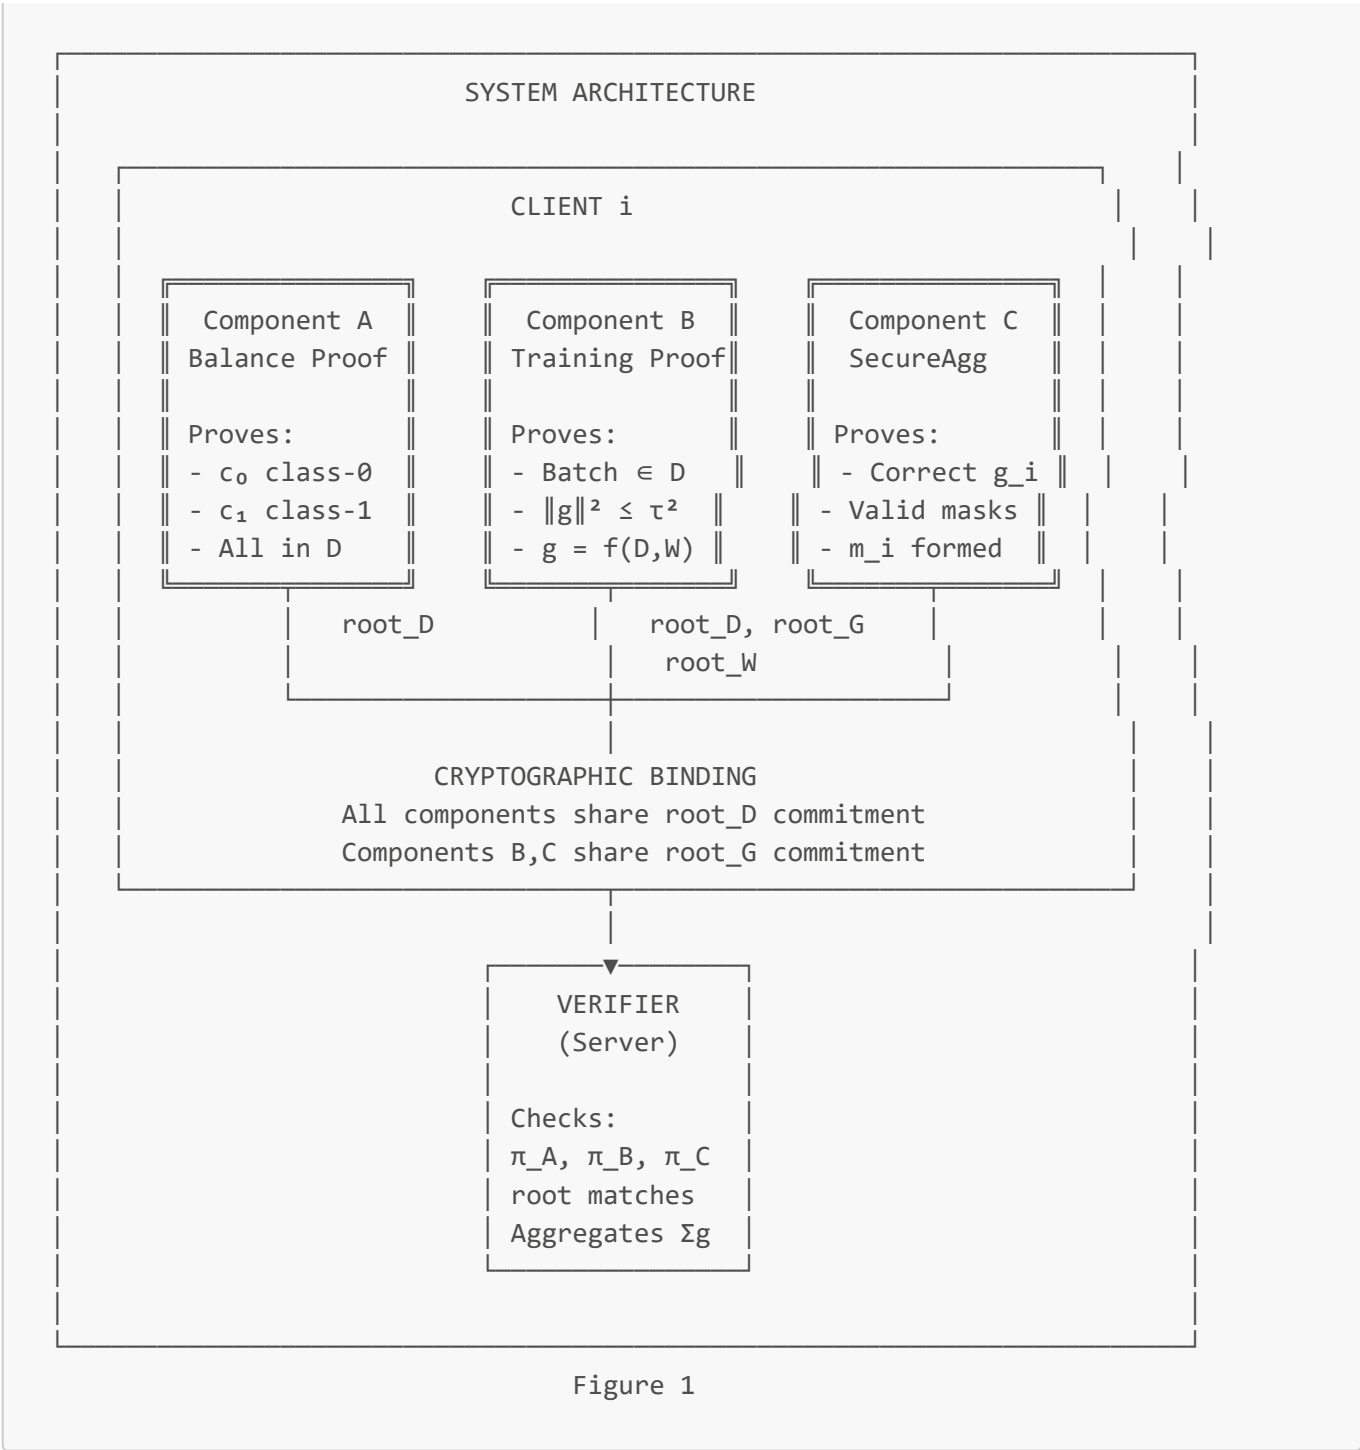 SYSTEM ARCHITECTURE
CLIENT i
Component A
Balance Proof
Proves:
- c₀ class-0
- c₁ class-1
- All in D
Component B
Training Proof
Proves:
- Batch ∈ D
- ‖g‖² ≤ τ²
- g = f(D,W)
Component C
SecureAgg
Proves:
- Correct g_i
- Valid masks
- m_i formed
root_D
root_D, root_G
root_W
CRYPTOGRAPHIC BINDING
All components share root_D commitment
Components B,C share root_G commitment
VERIFIER
(Server)
Checks:
π_A, π_B, π_C
root matches
Aggregates Σg
Figure 1